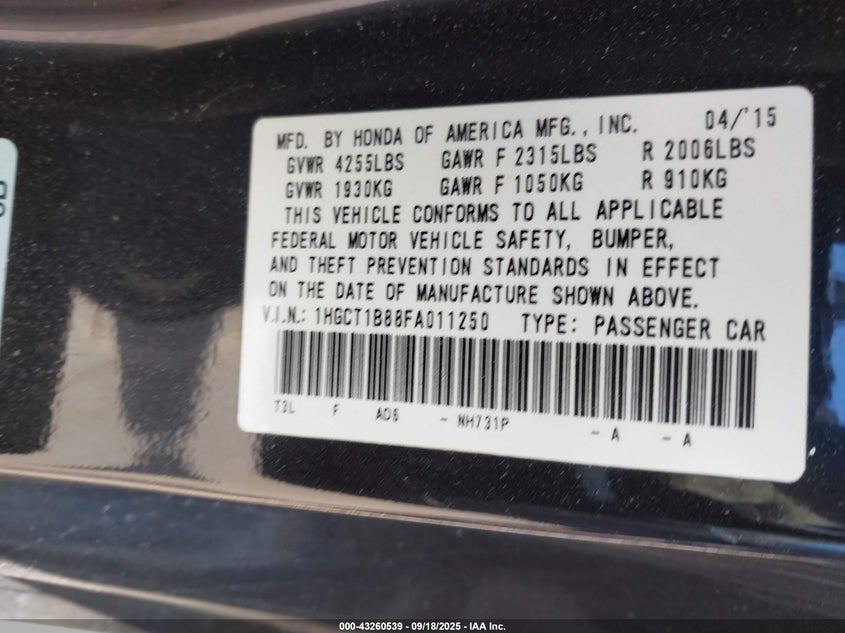 MFD. BY HONDA OF AMERICA MFG., INC. 04/'15
GVWR 4255LBS GAWR F 2315LBS R 2006LBS
GVWR 1930KG GAWR F 1050KG R 910KG
THIS VEHICLE CONFORMS TO ALL APPLICABLE
FEDERAL MOTOR VEHICLE SAFETY, BUMPER,
AND THEFT PREVENTION STANDARDS IN EFFECT
ON THE DATE OF MANUFACTURE SHOWN ABOVE.
V.I.N.: 1HGCT1B88FA011250 TYPE: PASSENGER CAR
T3L F AD6 - NH731P - A - A
000-43260539 - 09/18/2025 - IAA Inc.